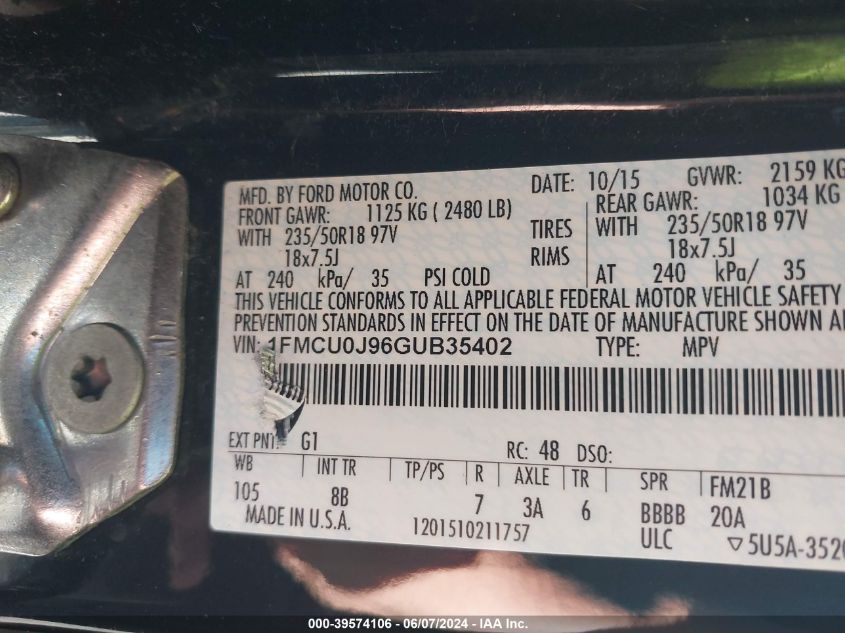 MFD. BY FORD MOTOR CO. DATE: 10/15 GVWR: 2159 KG
FRONT GAWR: 1125 KG ( 2480 LB) REAR GAWR: 1034 KG
WITH 235/50R18 97V TIRES WITH 235/50R18 97V
18x7.5J RIMS 18x7.5J
AT 240 kPa/ 35 PSI COLD AT 240 kPa/ 35
THIS VEHICLE CONFORMS TO ALL APPLICABLE FEDERAL MOTOR VEHICLE SAFETY
PREVENTION STANDARDS IN EFFECT ON THE DATE OF MANUFACTURE SHOWN
VIN: 1FMCU0J96GUB35402 TYPE: MPV
EXT PNT: G1 RC: 48 DSO:
WB INT TR TP/PS R AXLE TR SPR FM21B
105 8B 7 3A 6 BBBB 20A
MADE IN U.S.A. 1201510211757 ULC ▽5U5A-3520
000-39574106 - 06/07/2024 - IAA Inc.